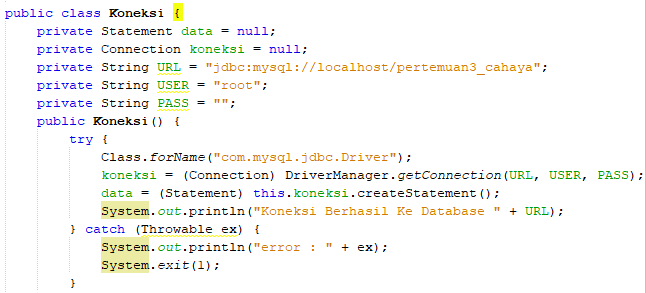 public class Koneksi {
    private Statement data = null;
    private Connection koneksi = null;
    private String URL = "jdbc:mysql://localhost/pertemuan3_cahaya";
    private String USER = "root";
    private String PASS = "";
    public Koneksi() {
        try {
            Class.forName("com.mysql.jdbc.Driver");
            koneksi = (Connection) DriverManager.getConnection(URL, USER, PASS);
            data = (Statement) this.koneksi.createStatement();
            System.out.println("Koneksi Berhasil Ke Database " + URL);
        } catch (Throwable ex) {
            System.out.println("error : " + ex);
            System.exit(1);
        }